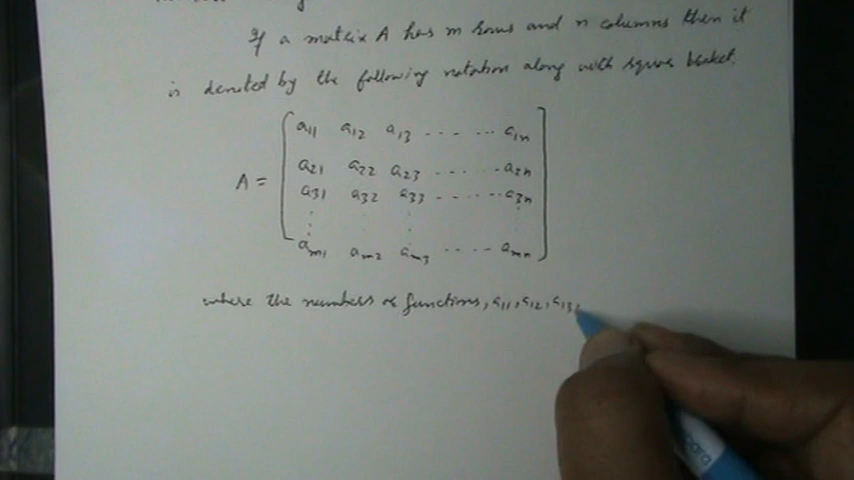 If a matrix A has m rows and n columns then it
is denoted by the following notation along with square braket.
a11 a12 a13 ------ a1n
a21 a22 a23 ------ a2n
A = a31 a32 a33 ------ a3n
am1 am2 am3 ----- amn
where the numbers or functions, a11, a12, a13,